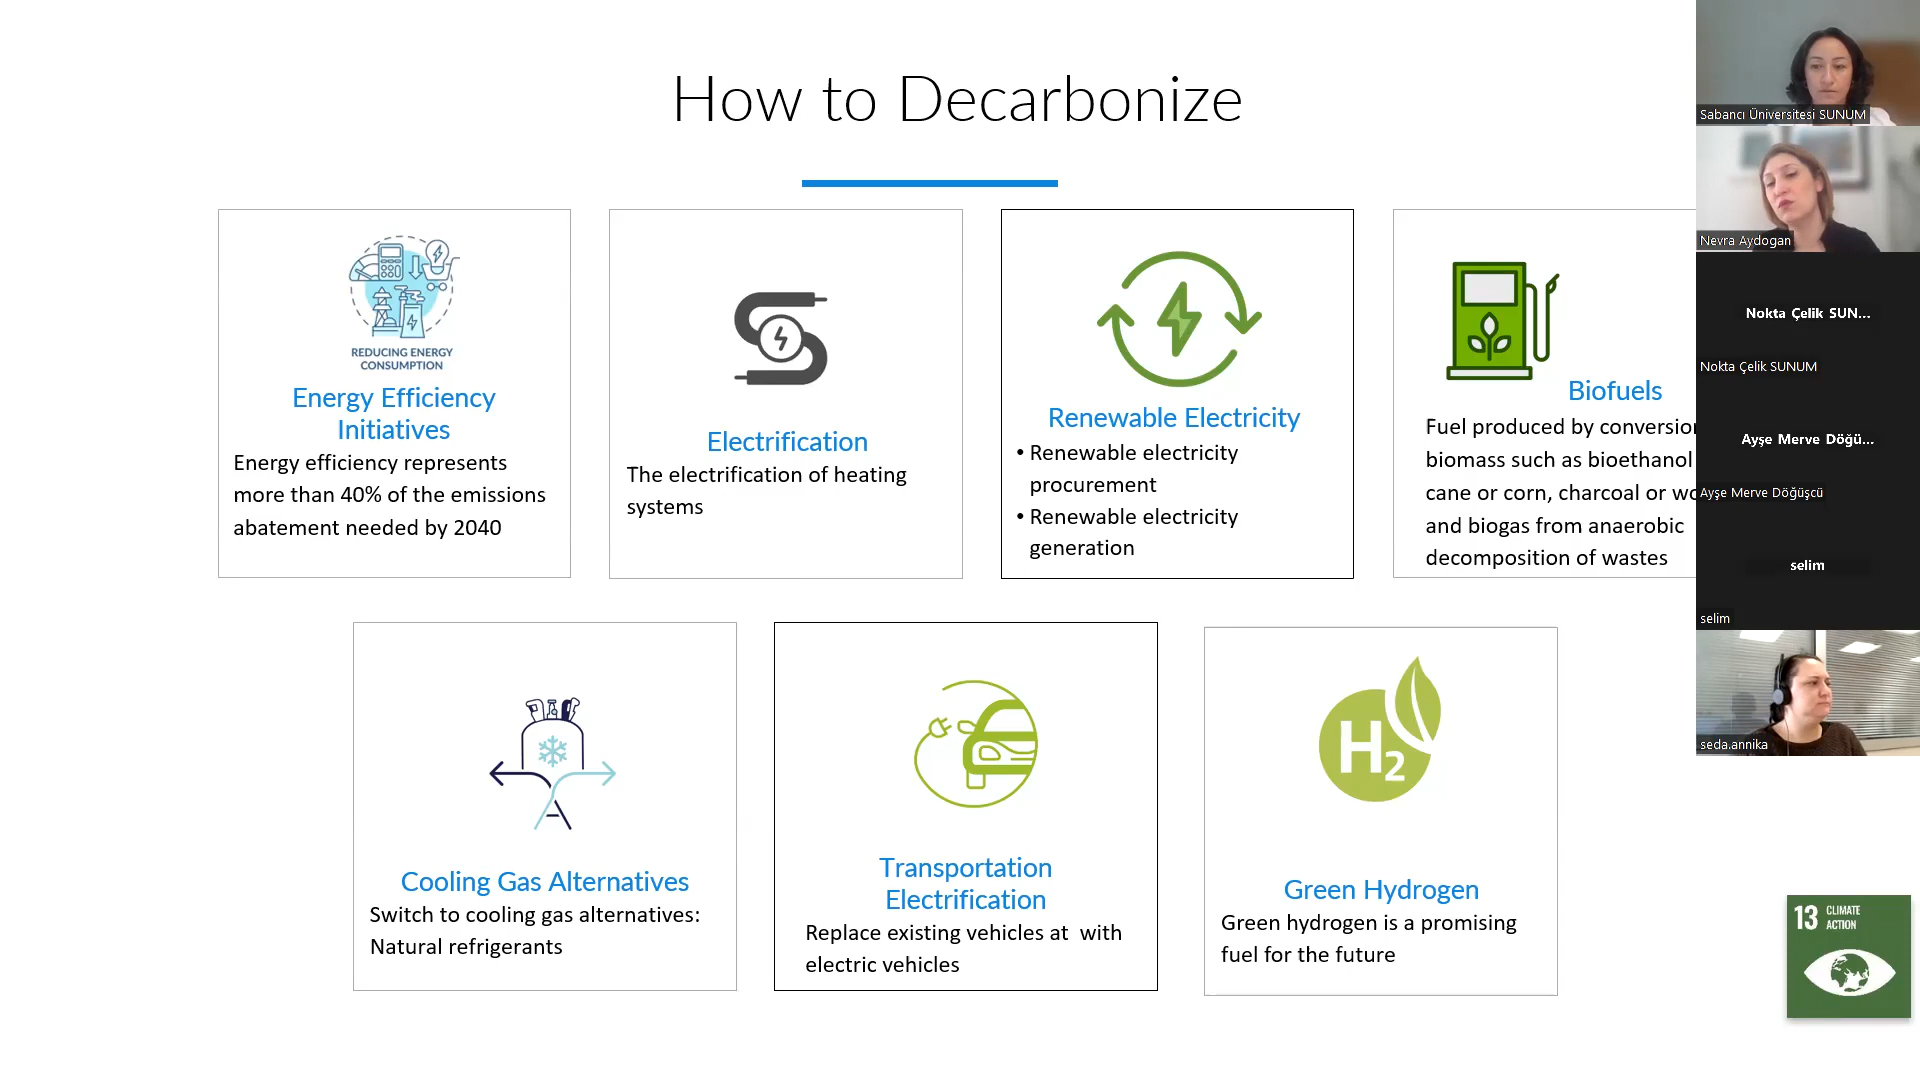 How to Decarbonize
REDUCING ENERGY
CONSUMPTION
Energy Efficiency
Initiatives
Energy efficiency represents
more than 40% of the emissions
abatement needed by 2040
Electrification
The electrification of heating
systems
Renewable Electricity
• Renewable electricity
procurement
• Renewable electricity
generation
Biofuels
Fuel produced by conversion
biomass such as bioethanol
cane or corn, charcoal or
and biogas from anaerobic
decomposition of wastes
Cooling Gas Alternatives
Switch to cooling gas alternatives:
Natural refrigerants
Transportation
Electrification
Replace existing vehicles at  with
electric vehicles
H2
Green Hydrogen
Green hydrogen is a promising
fuel for the future
Sabancı Üniversitesi SUNUM
Nevra Aydogan
Nokta Çelik SUN...
Nokta Çelik SUNUM
Ayşe Merve Döğü...
Ayşe Merve Döğüşcü
selim
selim
seda.annika
13 CLIMATE
ACTION